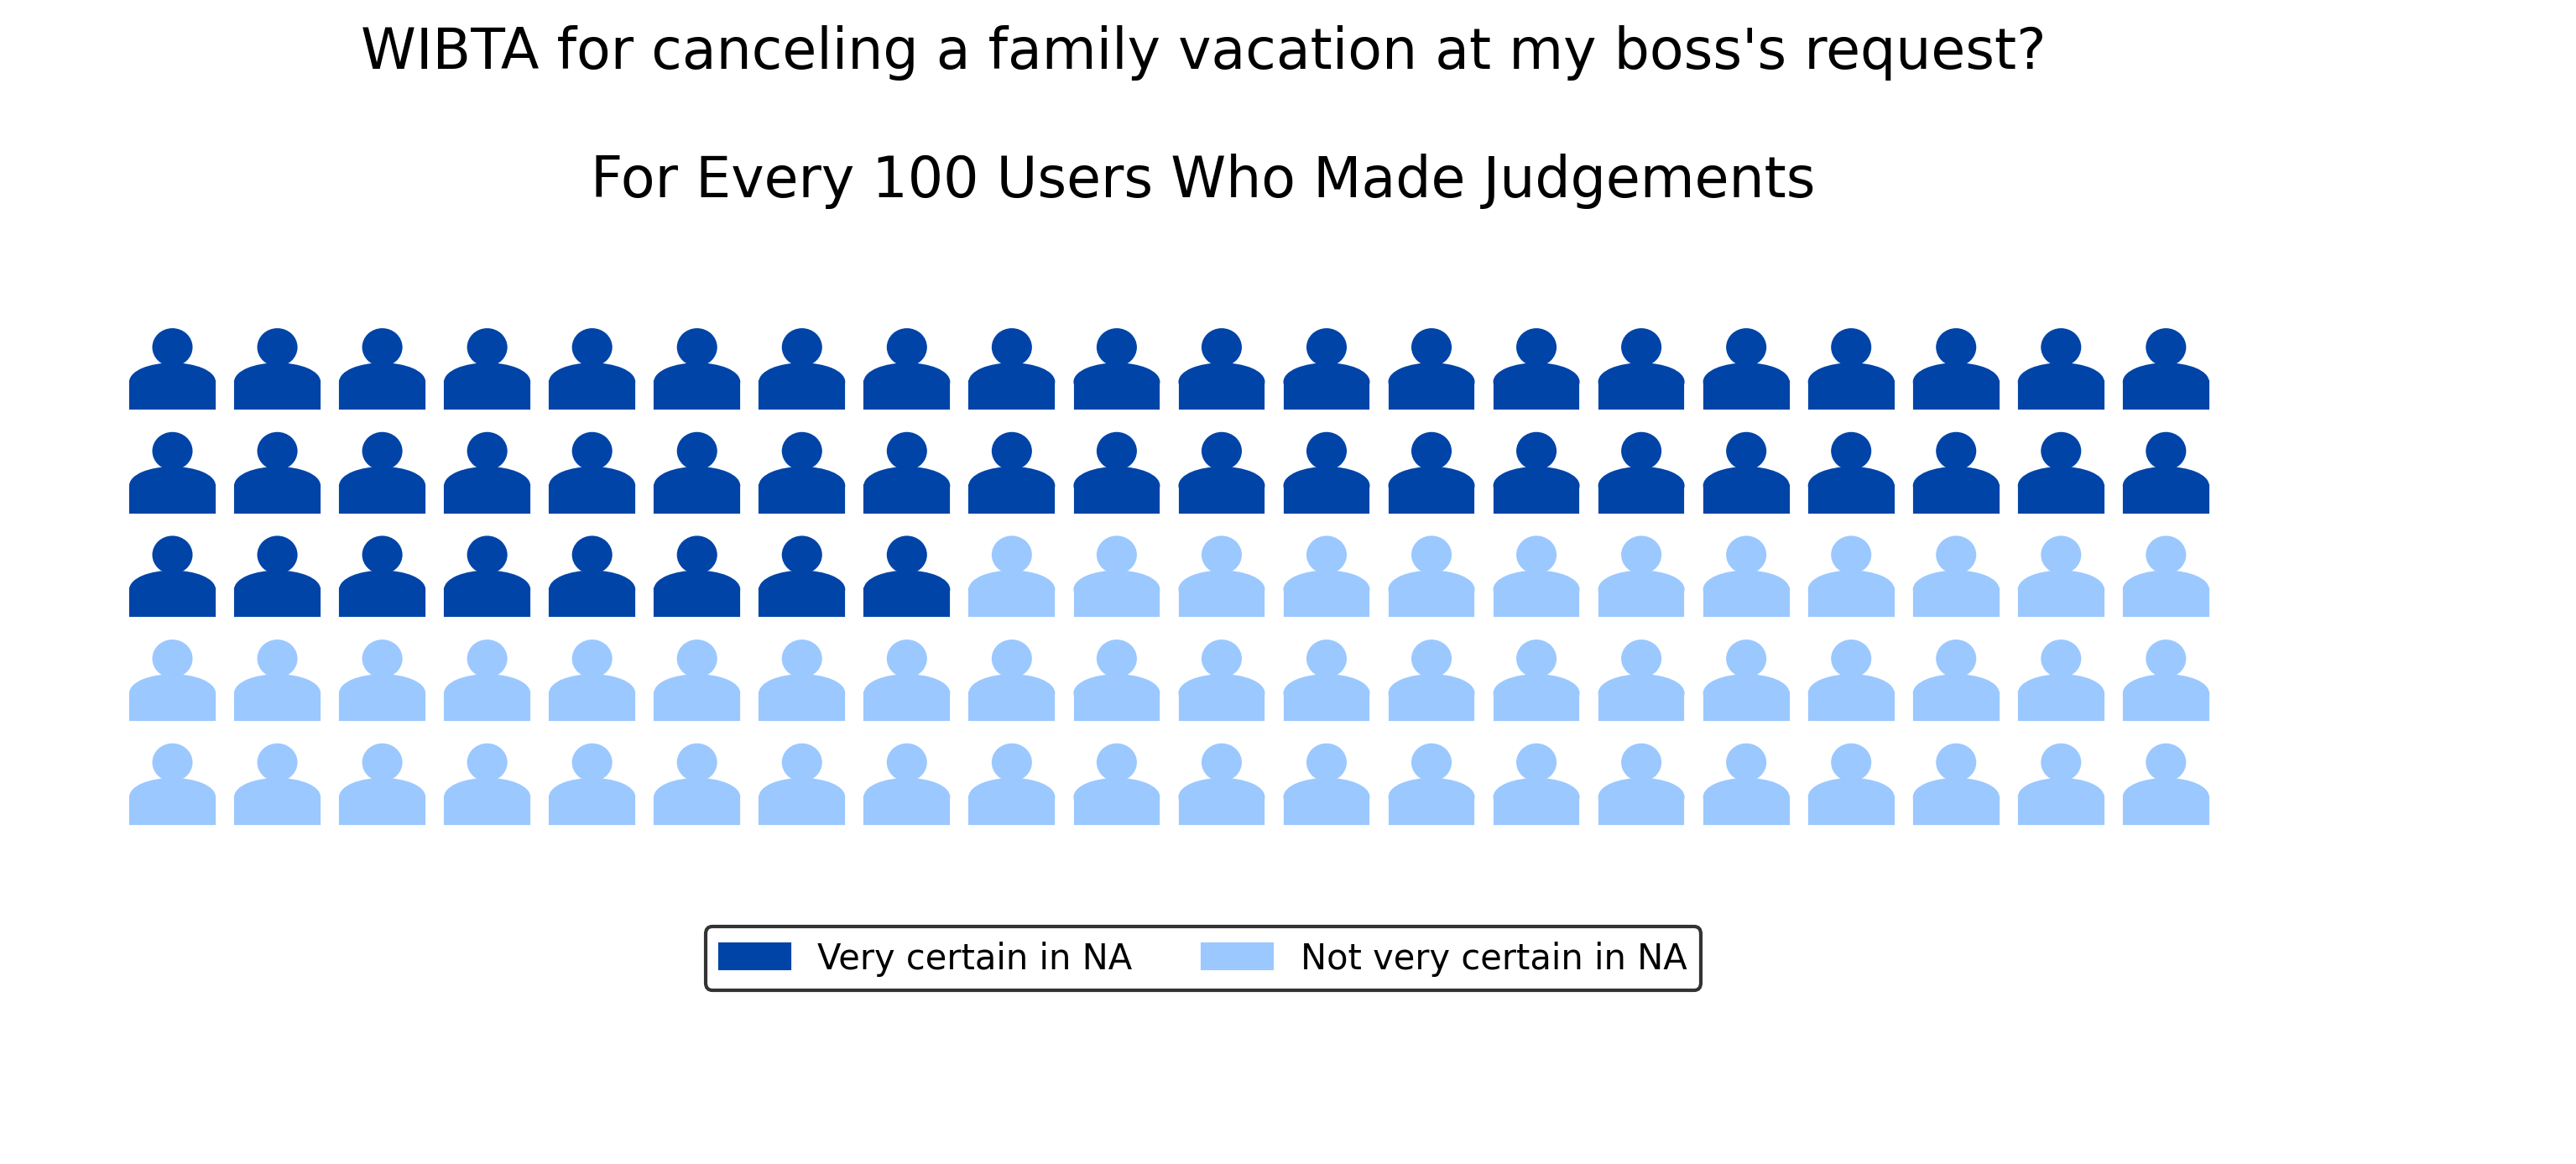 WIBTA for canceling a family vacation at my boss's request?
For Every 100 Users Who Made Judgements
Very certain in NA
Not very certain in NA